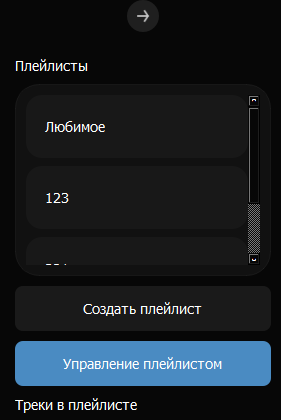 Плейлисты
Любимое
123
Создать плейлист
Управление плейлистом
Треки в плейлисте